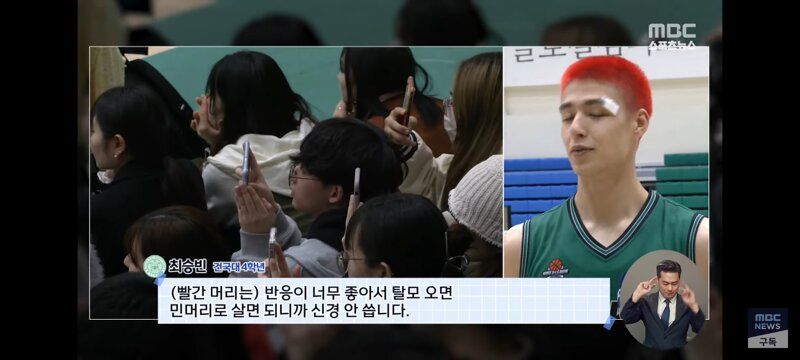 MBC
스포츠뉴스
최승빈 건국대 4학년
(빨간 머리는) 반응이 너무 좋아서 탈모 오면
민머리로 살면 되니까 신경 안 씁니다.
MBC
NEWS
구독